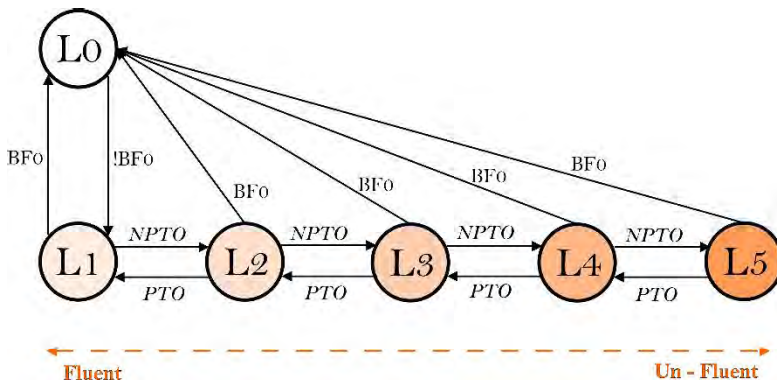 L0
BF0
!BF0
BF0
BF0
BF0
BF0
L1
NPTO
PTO
L2
NPTO
PTO
L3
NPTO
PTO
L4
NPTO
PTO
L5
Fluent
Un - Fluent